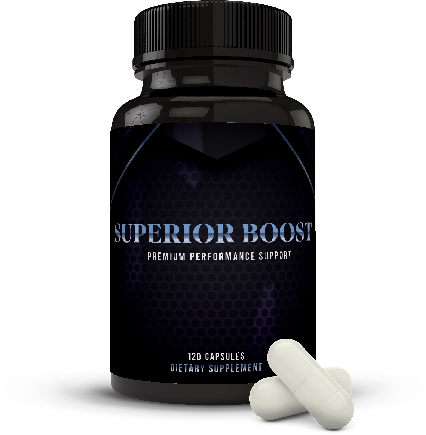 SUPERIOR BOOST
PREMIUM PERFORMANCE SUPPORT
120 CAPSULES
DIETARY SUPPLEMENT